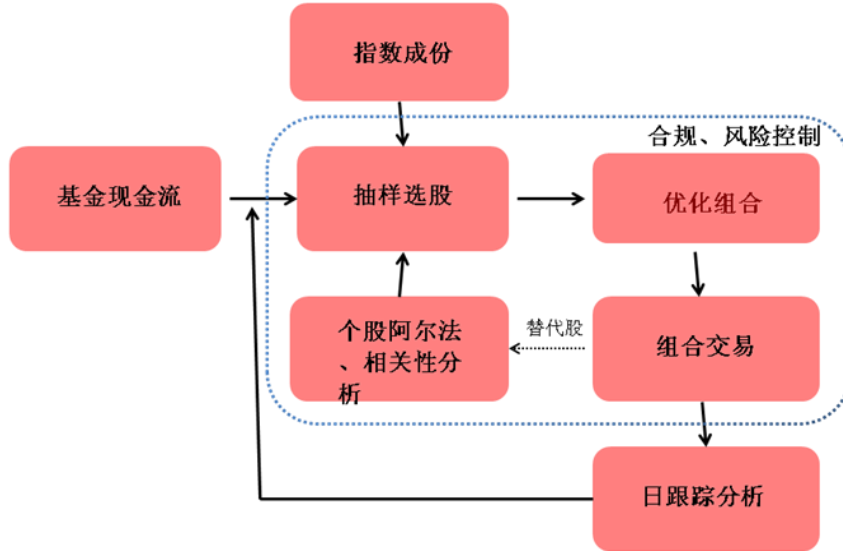 指数成份
合规、风险控制
基金现金流
抽样选股
优化组合
个股阿尔法
、相关性分
析
替代股
组合交易
日跟踪分析